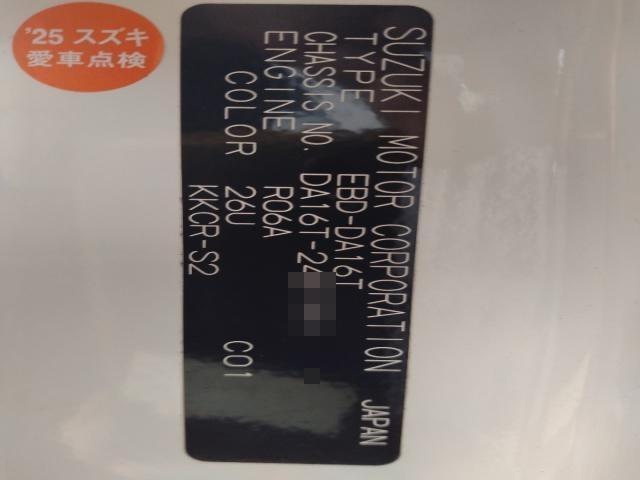 '25 スズキ
愛車点検
SUZUKI MOTOR CORPORATION JAPAN
TYPE EBD-DA16T
CHASSIS NO. DA16T-24
ENGINE R06A
COLOR 26U C01
KKCR-S2